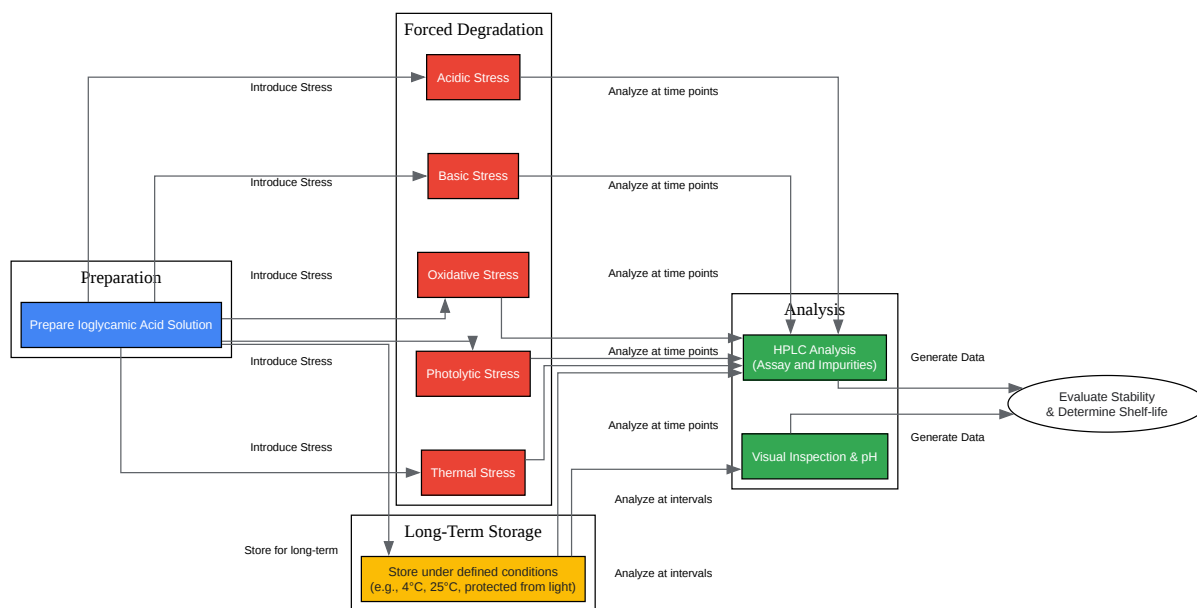 Forced Degradation
Acidic Stress
Introduce Stress
Analyze at time points
Basic Stress
Introduce Stress
Analyze at time points
Preparation
Oxidative Stress
Introduce Stress
Analyze at time points
Prepare Ioglycamic Acid Solution
Analysis
HPLC Analysis
(Assay and Impurities)
Introduce Stress
Photolytic Stress
Analyze at time points
Generate Data
Evaluate Stability
& Determine Shelf-life
Introduce Stress
Thermal Stress
Analyze at time points
Visual Inspection & pH
Generate Data
Analyze at intervals
Long-Term Storage
Store for long-term
Store under defined conditions
(e.g., 4°C, 25°C, protected from light)
Analyze at intervals